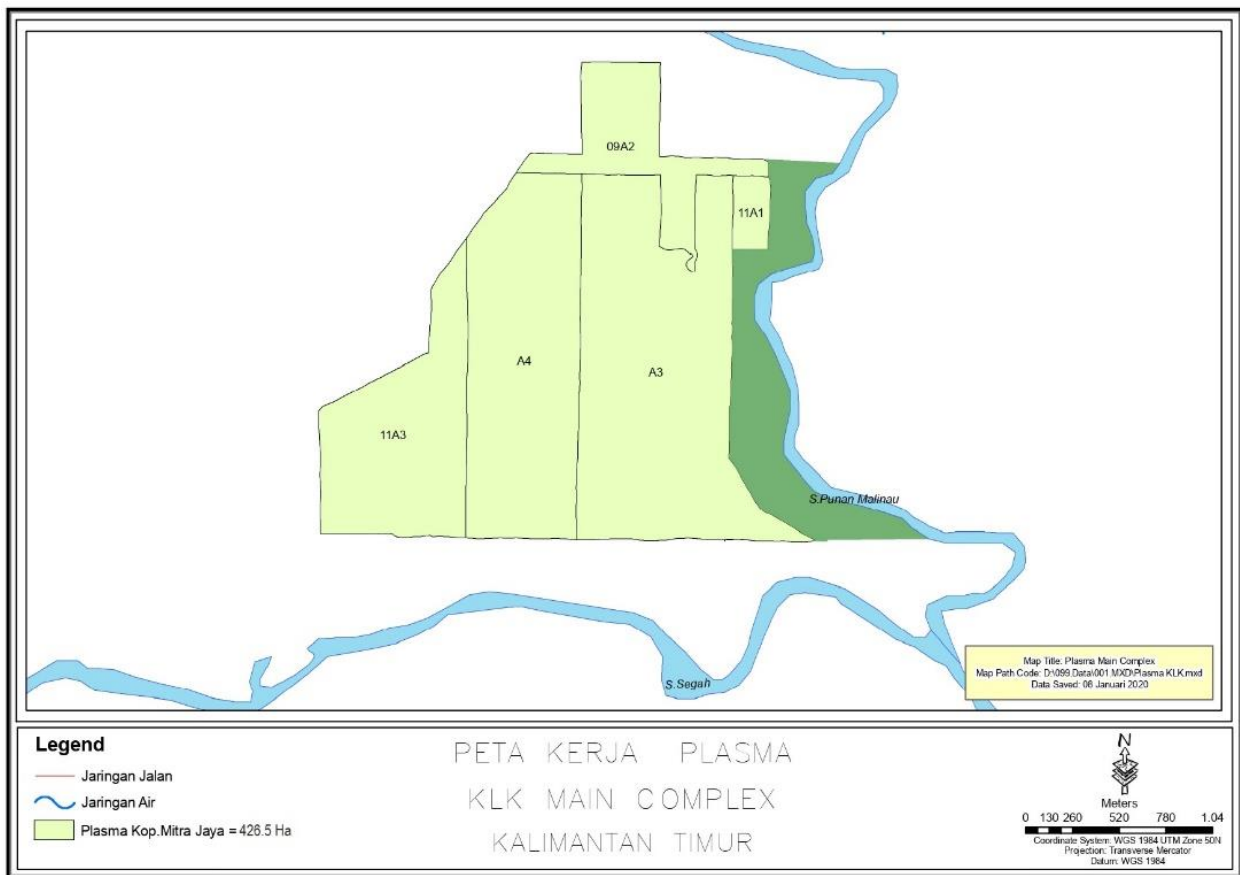 09A2
11A1
A4
A3
11A3
S.Punan Malinau
S.Segah
Map Title: Plasma Main Complex
Map Path Code: D:\099.Data\001.MXD\Plasma KLK.mxd
Data Saved: 08 Januari 2020
Legend
Jaringan Jalan
Jaringan Air
Plasma Kop.Mitra Jaya = 426.5 Ha
PETA KERJA PLASMA
KLK MAIN COMPLEX
KALIMANTAN TIMUR
N
Meters
0 130 260 520 780 1.04
Coordinate System: WGS 1984 UTM Zone 50N
Projection: Transverse Mercator
Datum: WGS 1984